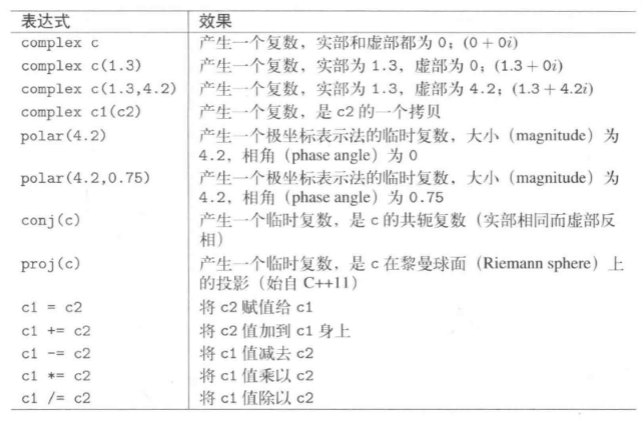 表达式 效果
complex c 产生一个复数，实部和虚部都为 0；(0 + 0i)
complex c(1.3) 产生一个复数，实部为 1.3，虚部为 0；(1.3 + 0i)
complex c(1.3,4.2) 产生一个复数，实部为 1.3，虚部为 4.2；(1.3 + 4.2i)
complex c1(c2) 产生一个复数，是 c2 的一个拷贝
polar(4.2) 产生一个极坐标表示法的临时复数，大小（magnitude）为
4.2，相角（phase angle）为 0
polar(4.2,0.75) 产生一个极坐标表示法的临时复数，大小（magnitude）为
4.2，相角（phase angle）为 0.75
conj(c) 产生一个临时复数，是 c 的共轭复数（实部相同而虚部反
相）
proj(c) 产生一个临时复数，是 c 在黎曼球面（Riemann sphere）上
的投影（始自 C++11）
c1 = c2 将 c2 赋值给 c1
c1 += c2 将 c2 值加到 c1 身上
c1 -= c2 将 c1 值减去 c2
c1 *= c2 将 c1 值乘以 c2
c1 /= c2 将 c1 值除以 c2